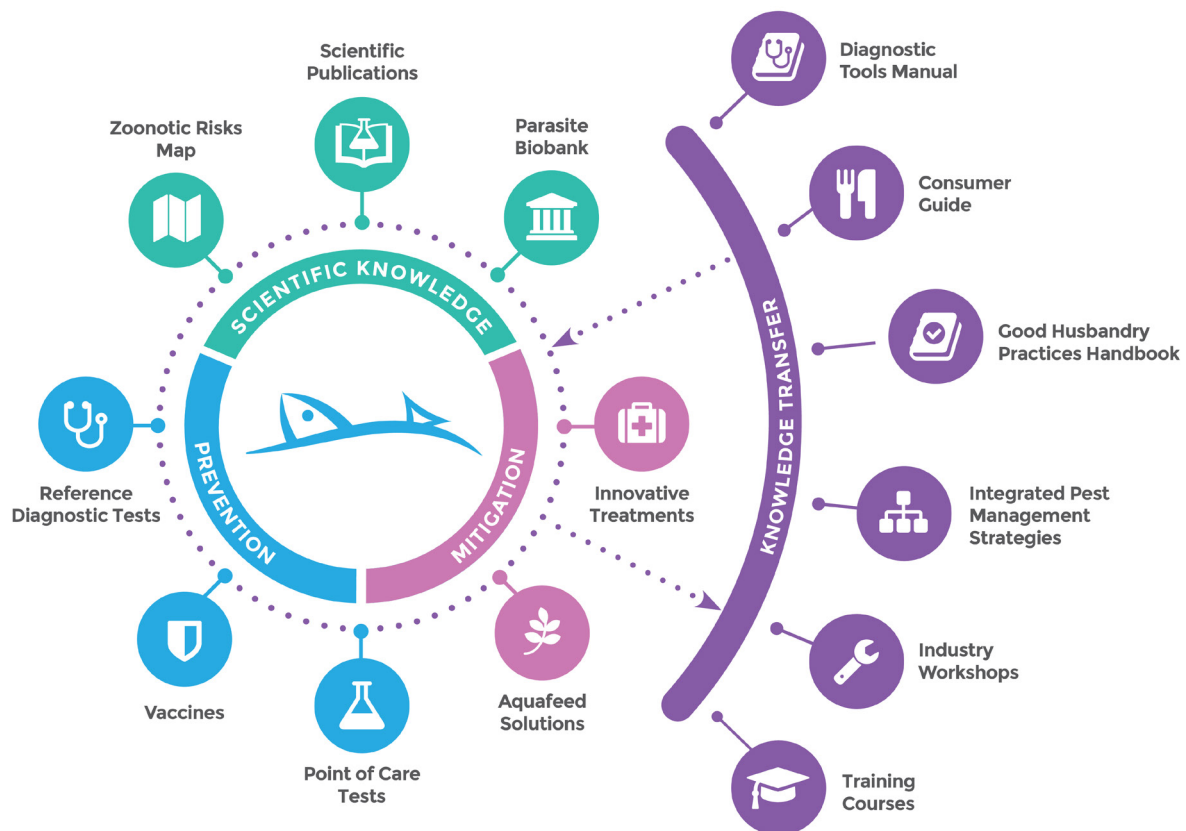 Scientific
Publications
Zoonotic Risks
Map
Parasite
Biobank
SCIENTIFIC KNOWLEDGE
PREVENTION
MITIGATION
Reference
Diagnostic Tests
Innovative
Treatments
Vaccines
Point of Care
Tests
Aquafeed
Solutions
KNOWLEDGE TRANSFER
Diagnostic
Tools Manual
Consumer
Guide
Good Husbandry
Practices Handbook
Integrated Pest
Management
Strategies
Industry
Workshops
Training
Courses